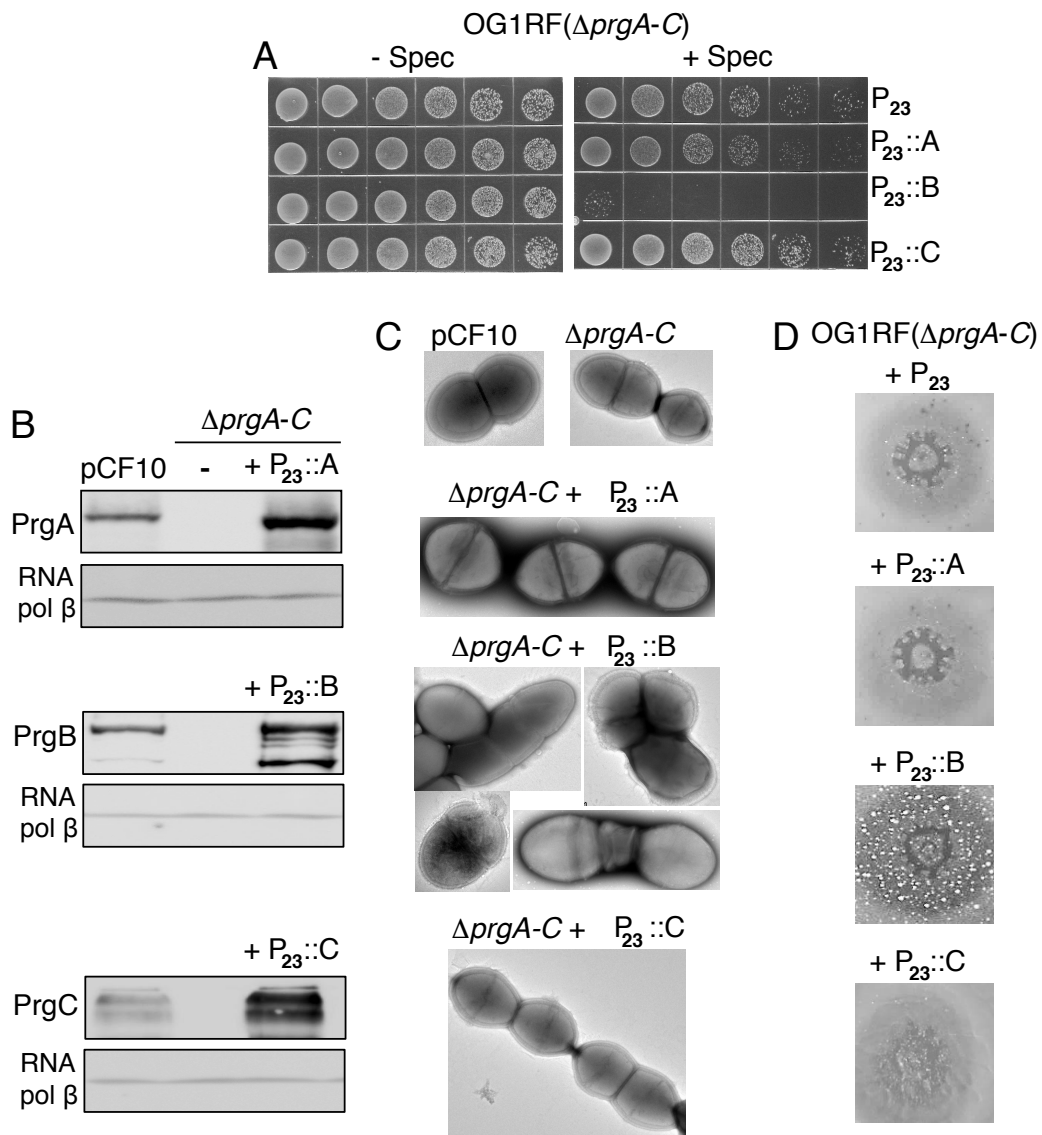 OG1RF(ΔprgA-C)
A
- Spec
+ Spec
P23
P23::A
P23::B
P23::C
B
ΔprgA-C
pCF10
-
+ P23::A
PrgA
RNA
pol β
+ P23::B
PrgB
RNA
pol β
+ P23::C
PrgC
RNA
pol β
C
pCF10
ΔprgA-C
ΔprgA-C + P23 ::A
ΔprgA-C + P23 ::B
ΔprgA-C + P23 ::C
D
OG1RF(ΔprgA-C)
+ P23
+ P23::A
+ P23::B
+ P23::C